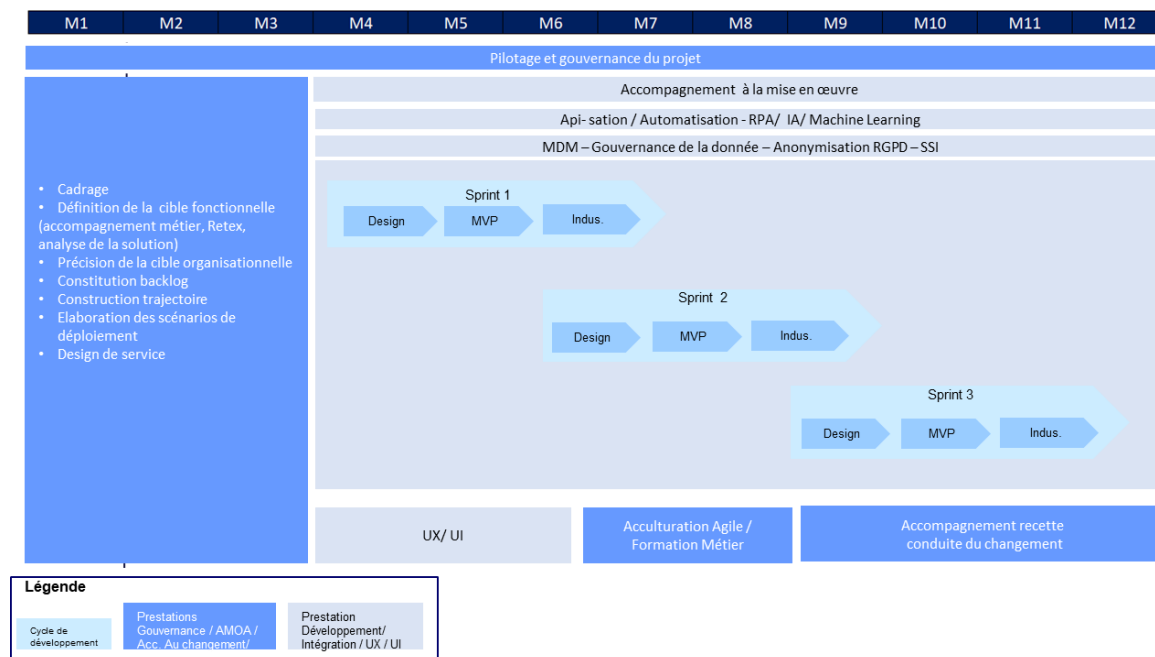 M1 M2 M3 M4 M5 M6 M7 M8 M9 M10 M11 M12
Pilotage et gouvernance du projet
Accompagnement à la mise en œuvre
Api- sation / Automatisation - RPA/ IA/ Machine Learning
MDM – Gouvernance de la donnée – Anonymisation RGPD – SSI
• Cadrage
• Définition de la cible fonctionnelle
(accompagnement métier, Retex,
analyse de la solution)
• Précision de la cible organisationnelle
• Constitution backlog
• Construction trajectoire
• Elaboration des scénarios de
déploiement
• Design de service
Sprint 1
Design MVP Indus.
Sprint 2
Design MVP Indus.
Sprint 3
Design MVP Indus.
UX/ UI
Acculturation Agile /
Formation Métier
Accompagnement recette
conduite du changement
Légende
Cycle de
développement
Prestations
Gouvernance / AMOA /
Acc. Au changement/
Prestation
Développement/
Intégration / UX / UI